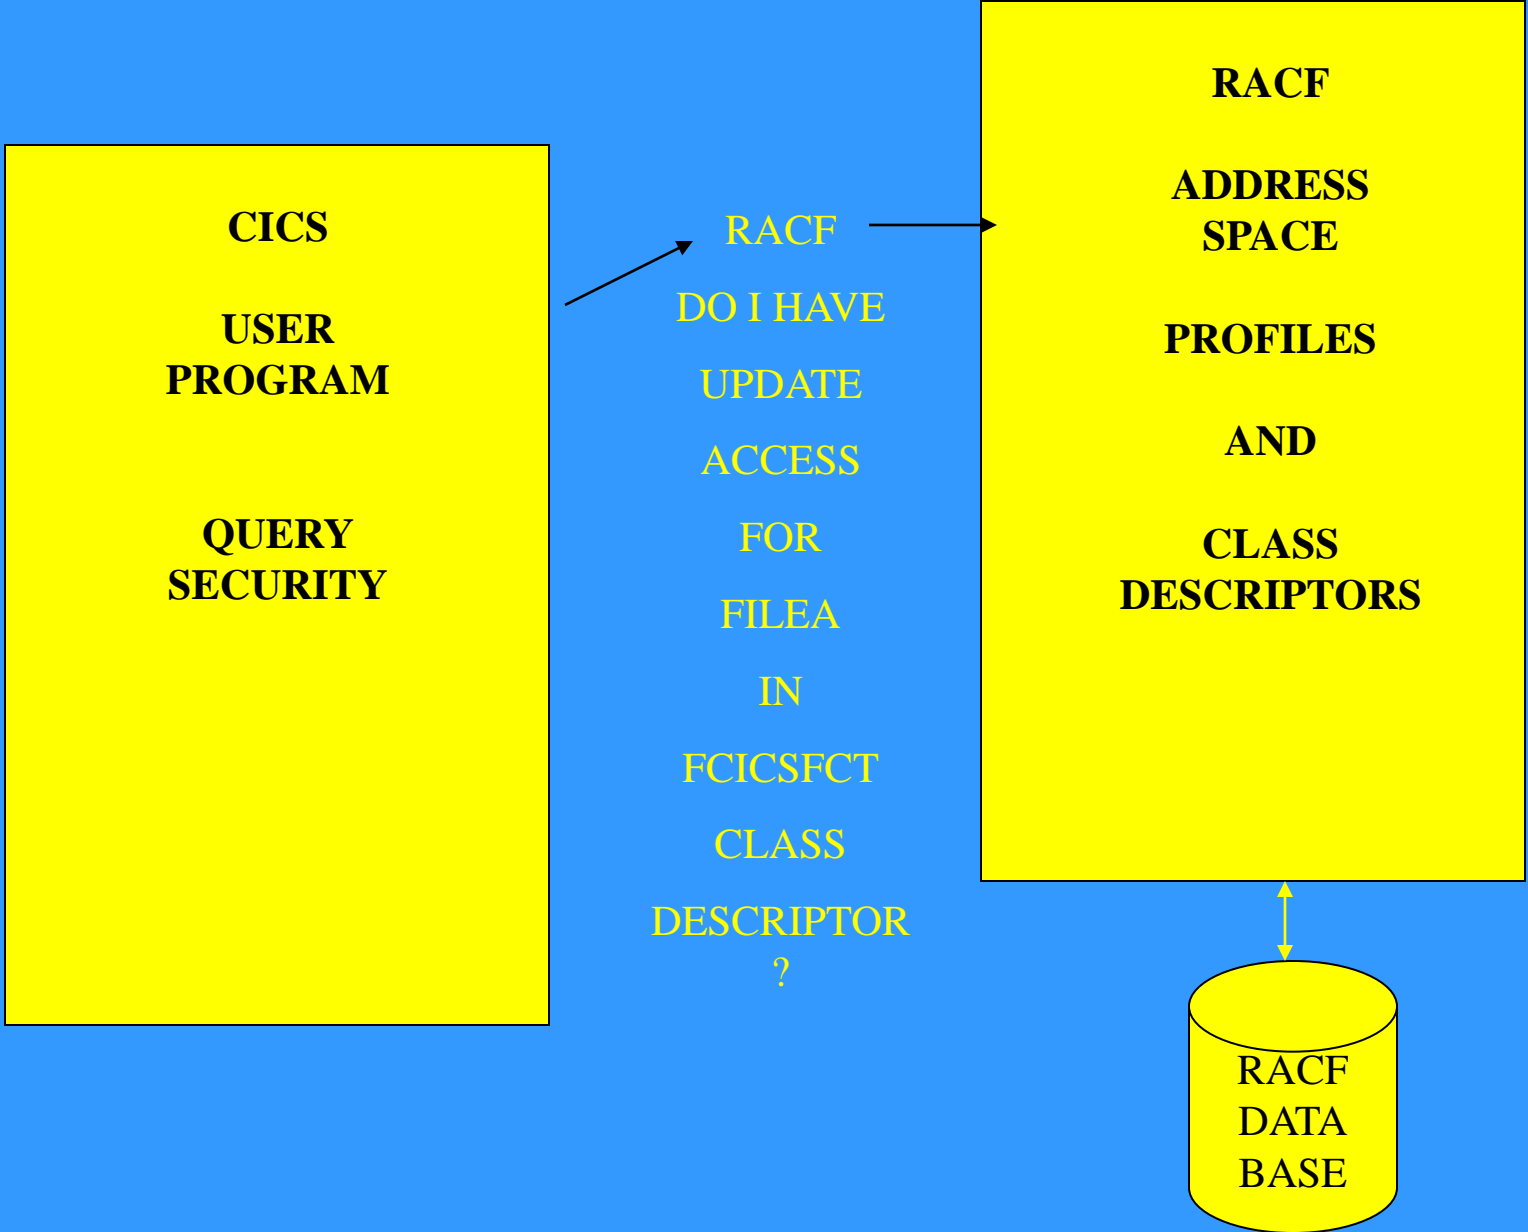 CICS
USER
PROGRAM
QUERY
SECURITY
RACF
DO I HAVE
UPDATE
ACCESS
FOR
FILEA
IN
FCICSFCT
CLASS
DESCRIPTOR
?
RACF
ADDRESS
SPACE
PROFILES
AND
CLASS
DESCRIPTORS
RACF
DATA
BASE